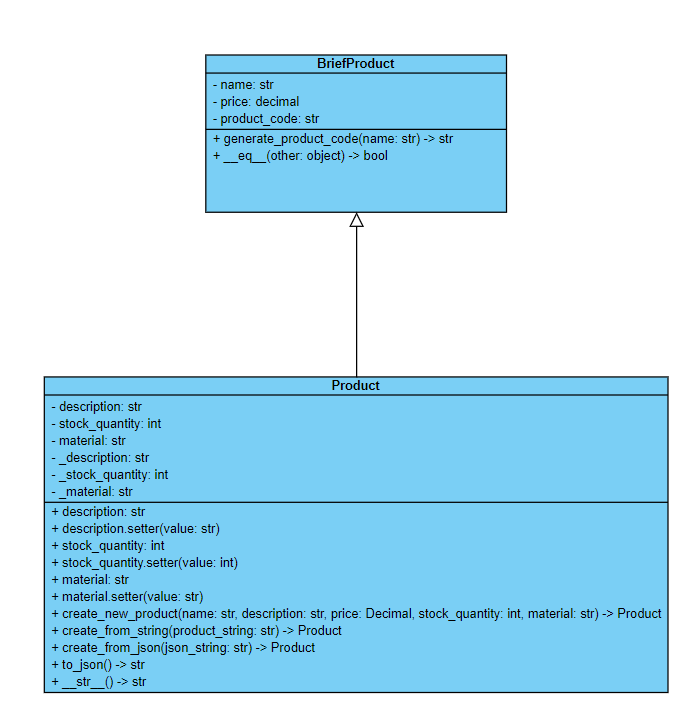 BriefProduct
- name: str
- price: decimal
- product_code: str
+ generate_product_code(name: str) -> str
+ __eq__(other: object) -> bool
Product
- description: str
- stock_quantity: int
- material: str
- _description: str
- _stock_quantity: int
- _material: str
+ description: str
+ description.setter(value: str)
+ stock_quantity: int
+ stock_quantity.setter(value: int)
+ material: str
+ material.setter(value: str)
+ create_new_product(name: str, description: str, price: Decimal, stock_quantity: int, material: str) -> Product
+ create_from_string(product_string: str) -> Product
+ create_from_json(json_string: str) -> Product
+ to_json() -> str
+ __str__() -> str